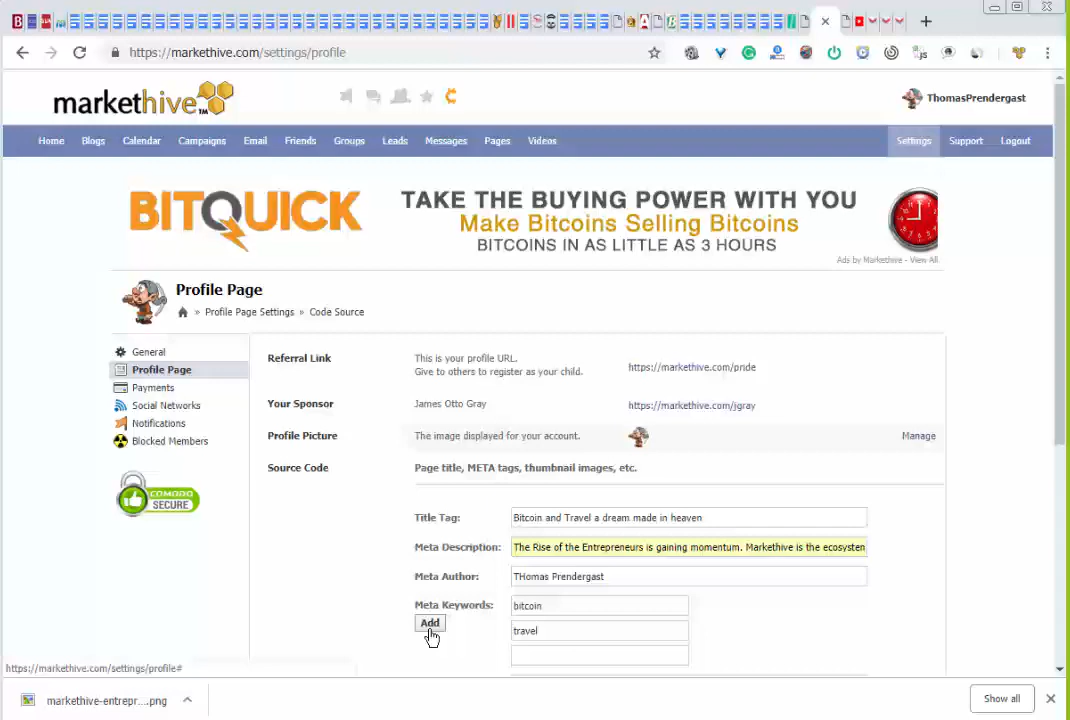 https://markethive.com/settings/profile
markethive™
ThomasPrendergast
Home Blogs Calendar Campaigns Email Friends Groups Leads Messages Pages Videos Settings Support Logout
BITQUICK
TAKE THE BUYING POWER WITH YOU
Make Bitcoins Selling Bitcoins
BITCOINS IN AS LITTLE AS 3 HOURS
Ads by Markethive - View All
Profile Page
» Profile Page Settings » Code Source
General
Profile Page
Payments
Social Networks
Notifications
Blocked Members
COMODO
SECURE
Referral Link
This is your profile URL.
Give to others to register as your child.
https://markethive.com/pride
Your Sponsor
James Otto Gray
https://markethive.com/jgray
Profile Picture
The image displayed for your account.
Manage
Source Code
Page title, META tags, thumbnail images, etc.
Title Tag: Bitcoin and Travel a dream made in heaven
Meta Description: The Rise of the Entrepreneurs is gaining momentum. Markethive is the ecosysten
Meta Author: THomas Prendergast
Meta Keywords: bitcoin
Add
travel
https://markethive.com/settings/profile#
markethive-entrepr....png
Show all